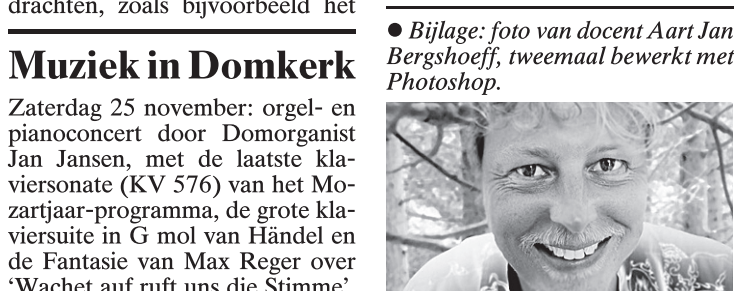 drachten, zoals bijvoorbeeld het
Muziek in Domkerk
Zaterdag 25 november: orgel- en
pianoconcert door Domorganist
Jan Jansen, met de laatste kla-
viersonate (KV 576) van het Mo-
zartjaar-programma, de grote kla-
viersuite in G mol van Händel en
de Fantasie van Max Reger over
‘Wachet auf ruft uns die Stimme’.
● Bijlage: foto van docent Aart Jan
Bergshoeff, tweemaal bewerkt met
Photoshop.